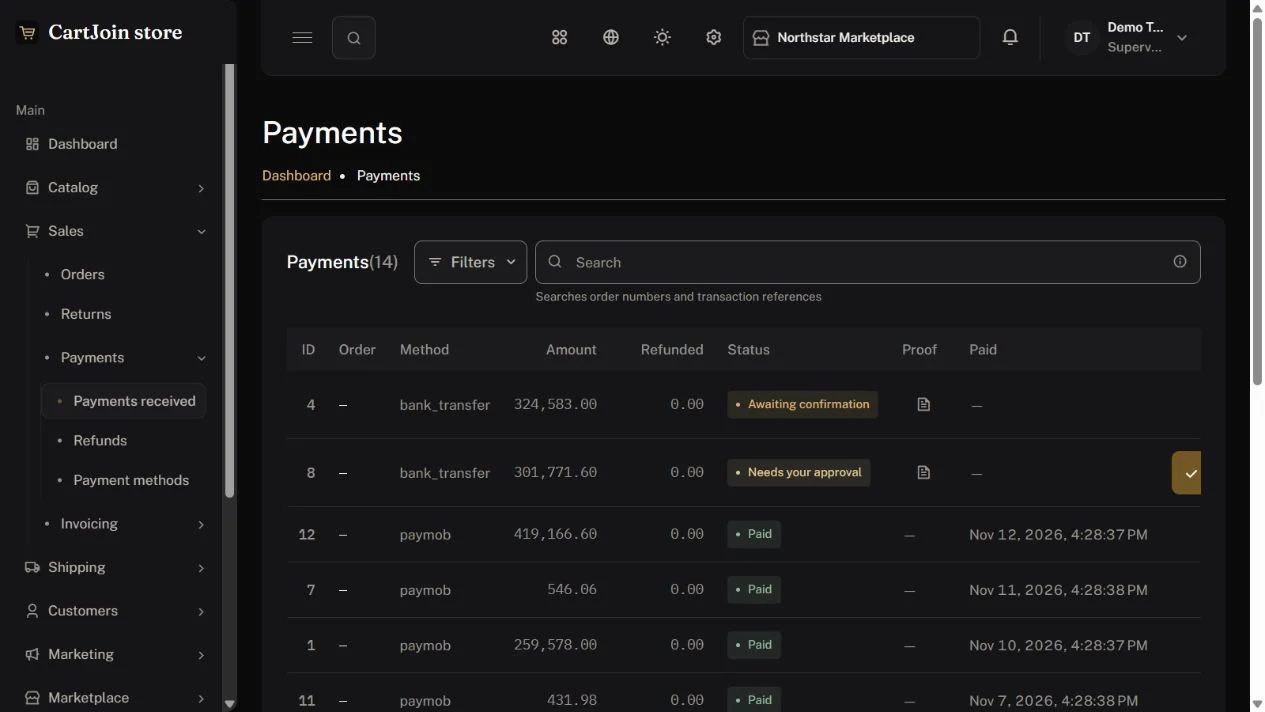 CartJoin store
Northstar Marketplace
DT
Demo T...
Superv...
Main
Dashboard
Catalog
Sales
Orders
Returns
Payments
Payments received
Refunds
Payment methods
Invoicing
Shipping
Customers
Marketing
Marketplace
Payments
Dashboard • Payments
Payments(14)
Filters
Search
Searches order numbers and transaction references
ID Order Method Amount Refunded Status Proof Paid
4 — bank_transfer 324,583.00 0.00 Awaiting confirmation —
8 — bank_transfer 301,771.60 0.00 Needs your approval —
12 — paymob 419,166.60 0.00 Paid — Nov 12, 2026, 4:28:37 PM
7 — paymob 546.06 0.00 Paid — Nov 11, 2026, 4:28:38 PM
1 — paymob 259,578.00 0.00 Paid — Nov 10, 2026, 4:28:37 PM
11 — paymob 431.98 0.00 Paid — Nov 7, 2026, 4:28:38 PM